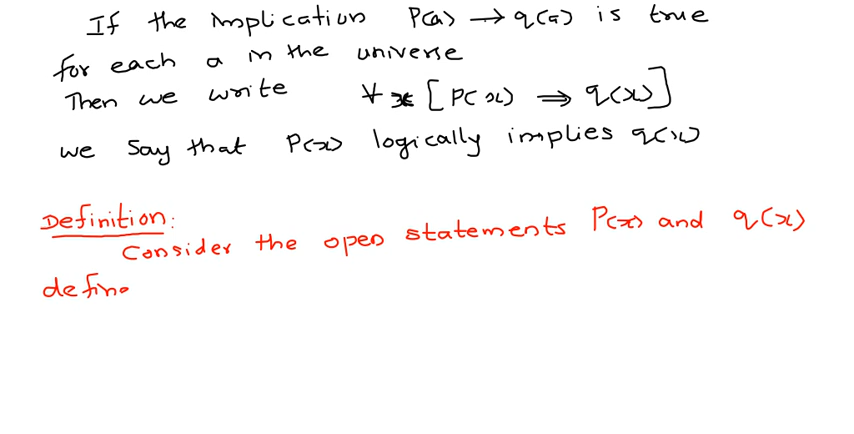 If the implication P(a) → q(a) is true
for each a in the universe
Then we write ∀x [P(x) ⇒ q(x)]
we say that P(x) logically implies q(x)
Definition:
Consider the open statements P(x) and q(x)
define